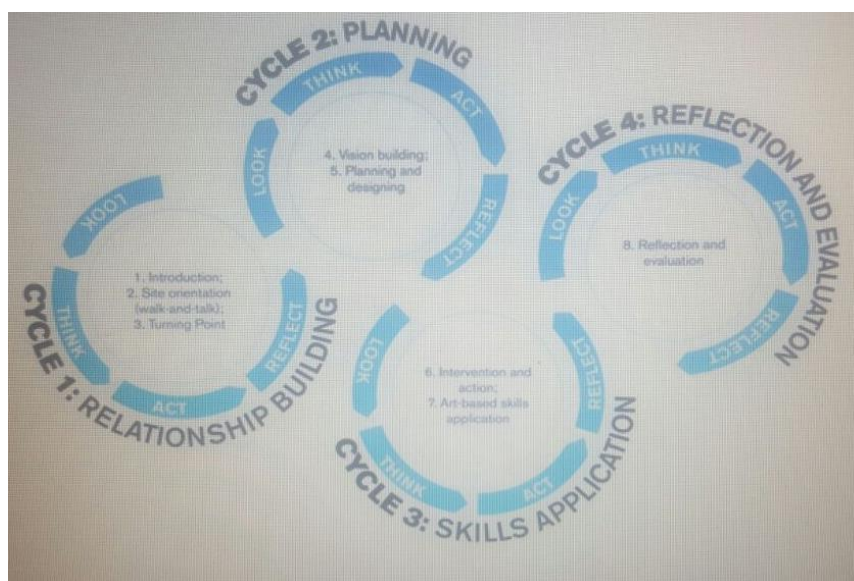 CYCLE 1: RELATIONSHIP BUILDING
LOOK
THINK
ACT
REFLECT
1. Introduction;
2. Site orientation
(walk-and-talk);
3. Turning Point
CYCLE 2: PLANNING
LOOK
THINK
ACT
REFLECT
4. Vision building;
5. Planning and
designing
CYCLE 3: SKILLS APPLICATION
LOOK
THINK
ACT
REFLECT
6. Intervention and
action;
7. Art-based skills
application
CYCLE 4: REFLECTION AND EVALUATION
LOOK
THINK
ACT
REFLECT
8. Reflection and
evaluation